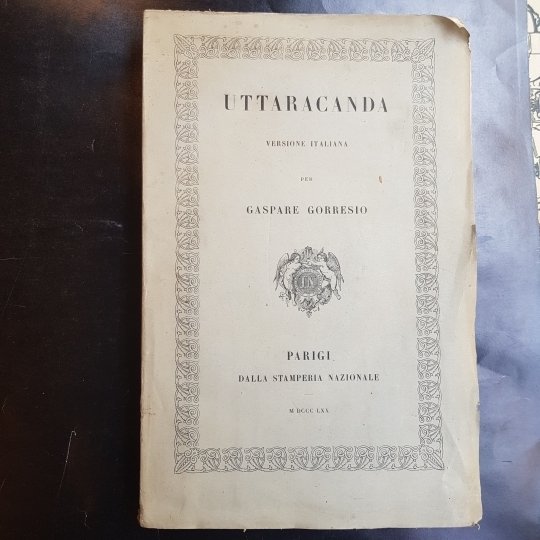 UTTARACANDA
VERSIONE ITALIANA
PER
GASPARE GORRESIO
PARIGI
DALLA STAMPERIA NAZIONALE
M DCCC LXX